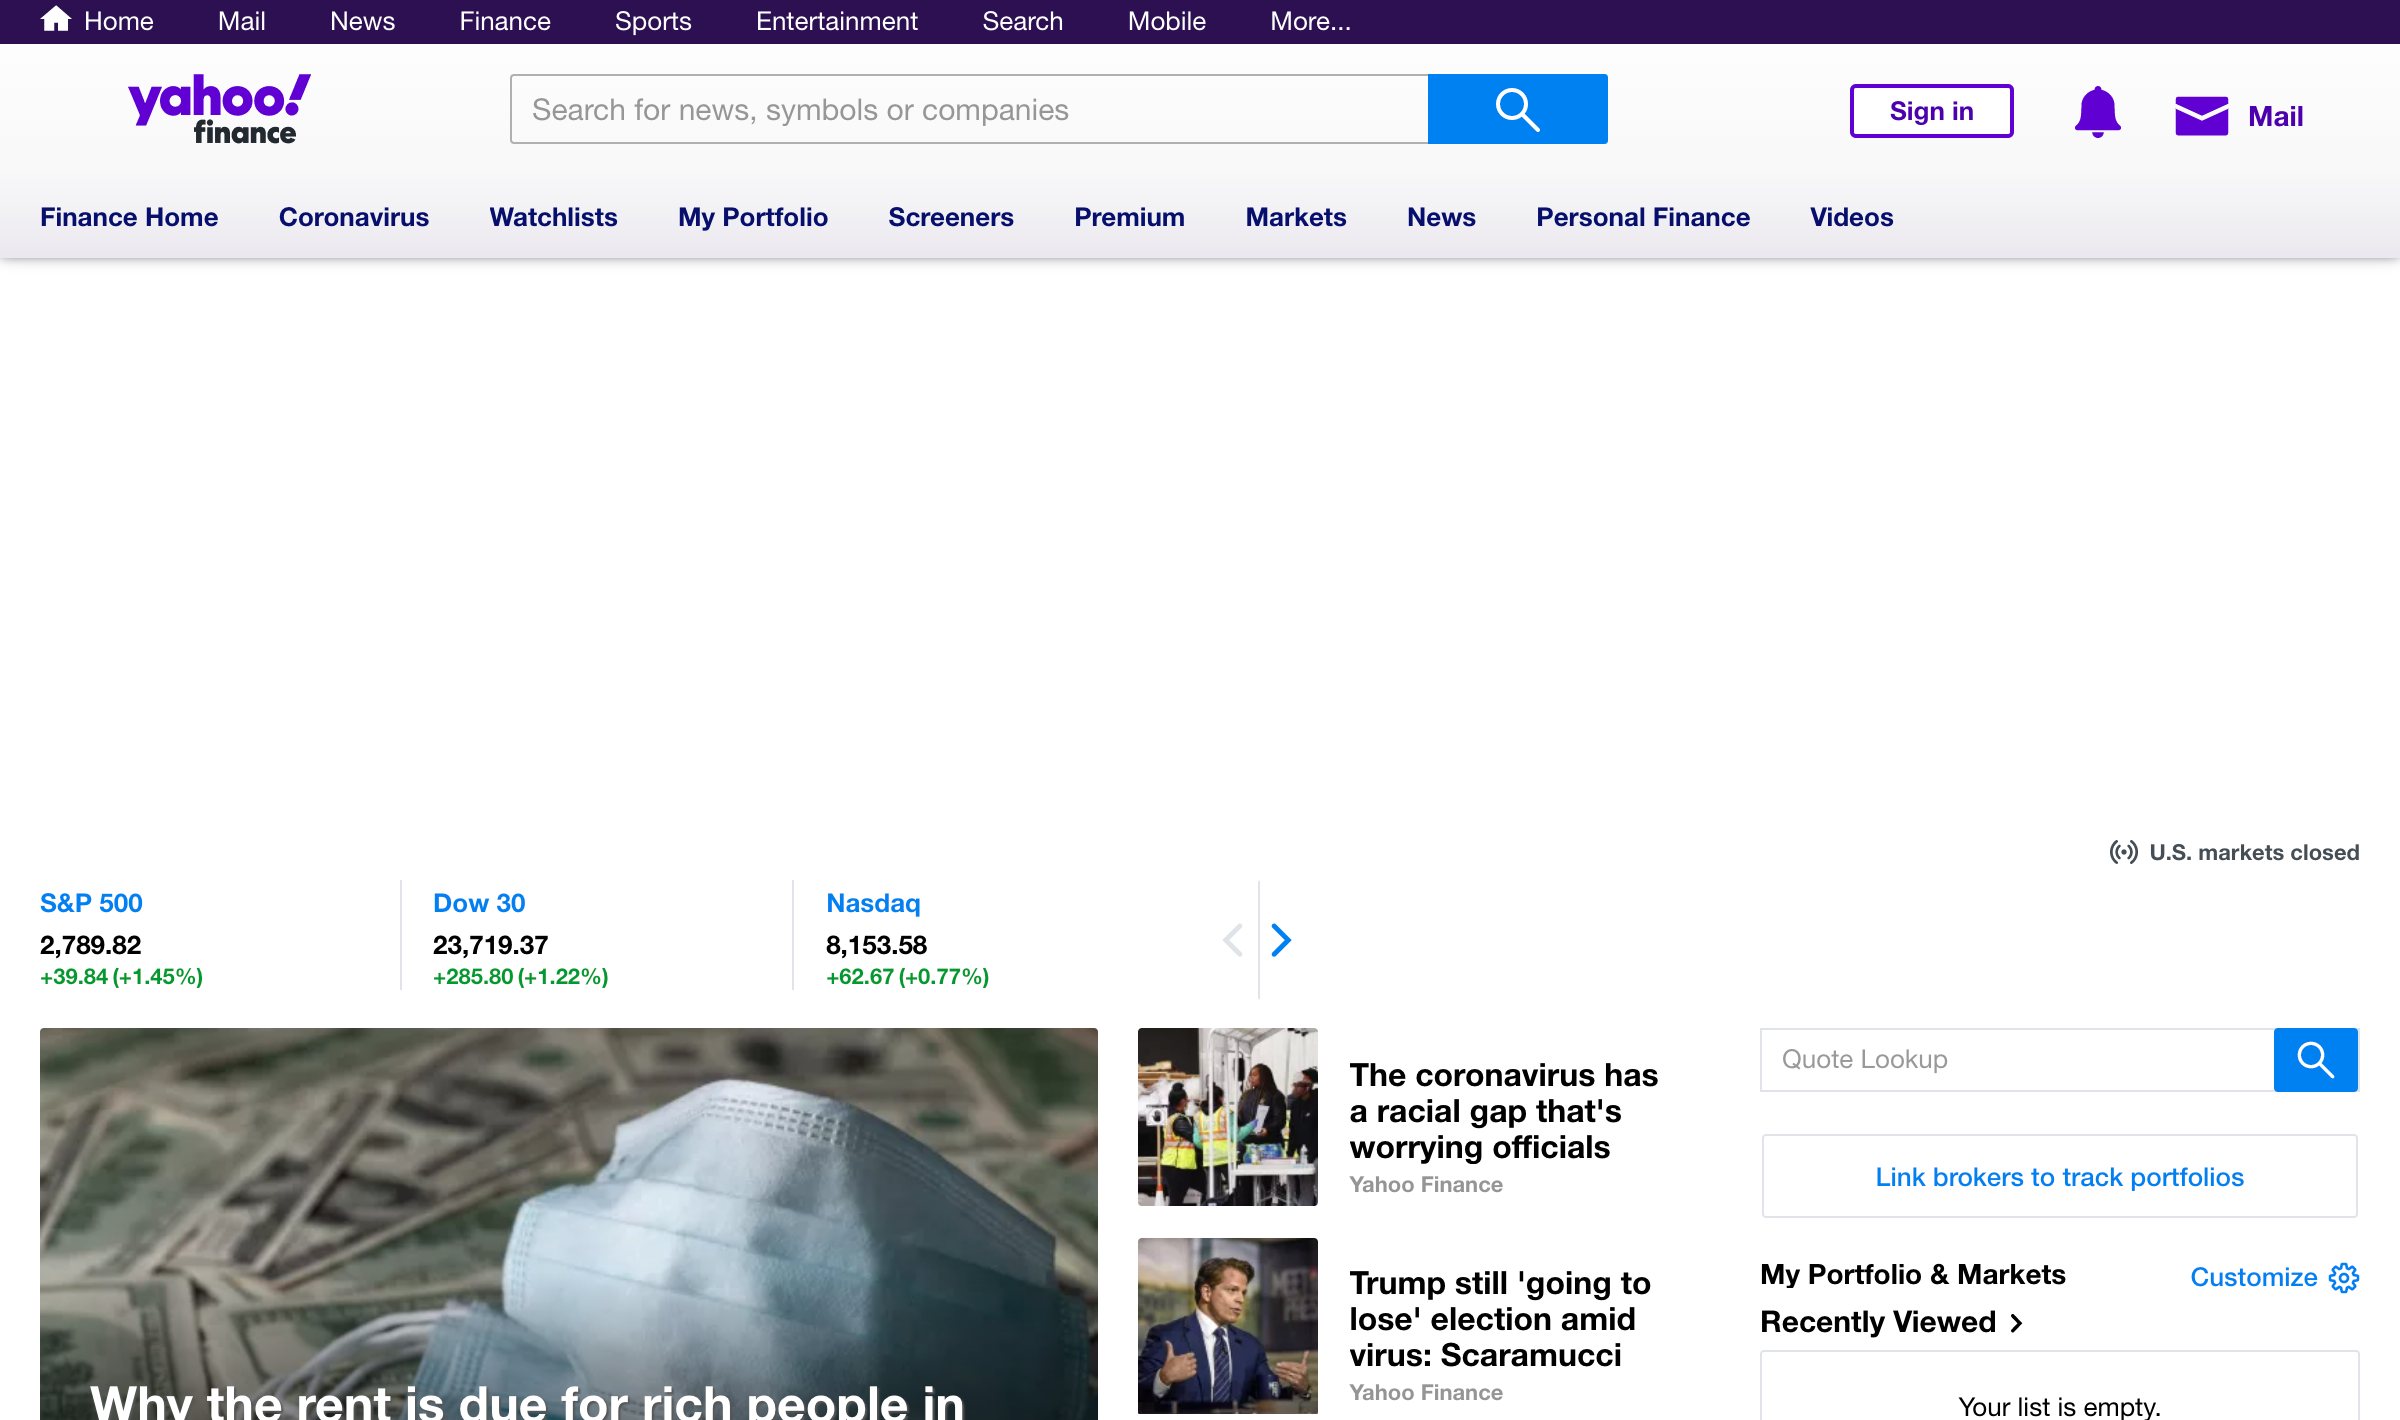 Home Mail News Finance Sports Entertainment Search Mobile More...
yahoo!
finance
Search for news, symbols or companies
Sign in
Mail
Finance Home Coronavirus Watchlists My Portfolio Screeners Premium Markets News Personal Finance Videos
U.S. markets closed
S&P 500
2,789.82
+39.84 (+1.45%)
Dow 30
23,719.37
+285.80 (+1.22%)
Nasdaq
8,153.58
+62.67 (+0.77%)
Why the rent is due for rich people in
The coronavirus has
a racial gap that's
worrying officials
Yahoo Finance
Trump still 'going to
lose' election amid
virus: Scaramucci
Yahoo Finance
Quote Lookup
Link brokers to track portfolios
My Portfolio & Markets
Customize
Recently Viewed
Your list is empty.